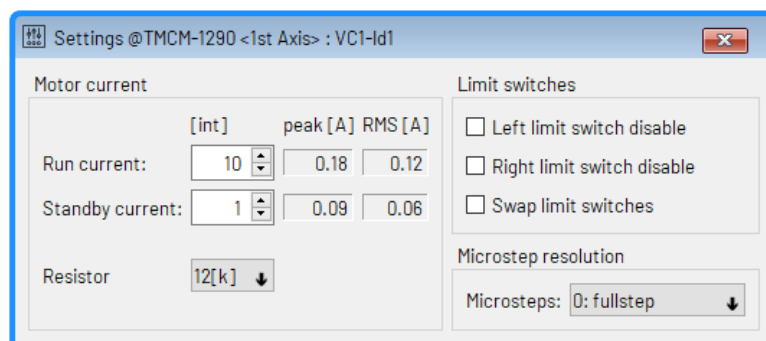 Settings @TMCM-1290 <1st Axis> : VC1-Id1
Motor current
[int] peak [A] RMS [A]
Run current: 10 0.18 0.12
Standby current: 1 0.09 0.06
Resistor 12[k]
Limit switches
Left limit switch disable
Right limit switch disable
Swap limit switches
Microstep resolution
Microsteps: 0: fullstep